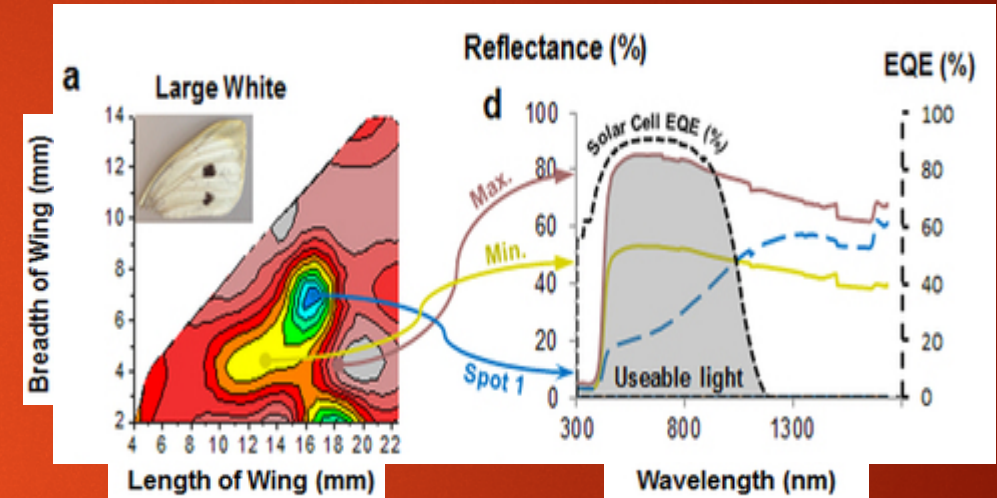 Reflectance (%)
EQE (%)
a
Large White
d
Solar Cell EQE (%)
Breadth of Wing (mm)
14
12
10
8
6
4
2
4 6 8 10 12 14 16 18 20 22
Length of Wing (mm)
Max.
Min.
Spot 1
100
80
60
40
20
0
Useable light
300 800 1300
Wavelength (nm)
100
80
60
40
20
0